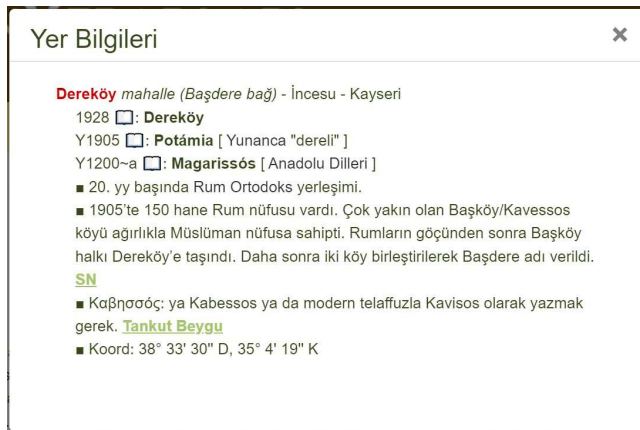 Yer Bilgileri
×
Dereköy mahalle (Başdere bağ) - İncesu - Kayseri
1928 : Dereköy
Y1905 : Potámia [ Yunanca "dereli" ]
Y1200~a : Magarissós [ Anadolu Dilleri ]
■ 20. yy başında Rum Ortodoks yerleşimi.
■ 1905'te 150 hane Rum nüfusu vardı. Çok yakın olan Başköy/Kavessos
köyü ağırlıkla Müslüman nüfusa sahipti. Rumların göçünden sonra Başköy
halkı Dereköy'e taşındı. Daha sonra iki köy birleştirilerek Başdere adı verildi.
SN
■ Καβησσός: ya Kabessos ya da modern telaffuzla Kavisos olarak yazmak
gerek. Tankut Beygu
■ Koord: 38° 33' 30" D, 35° 4' 19" K